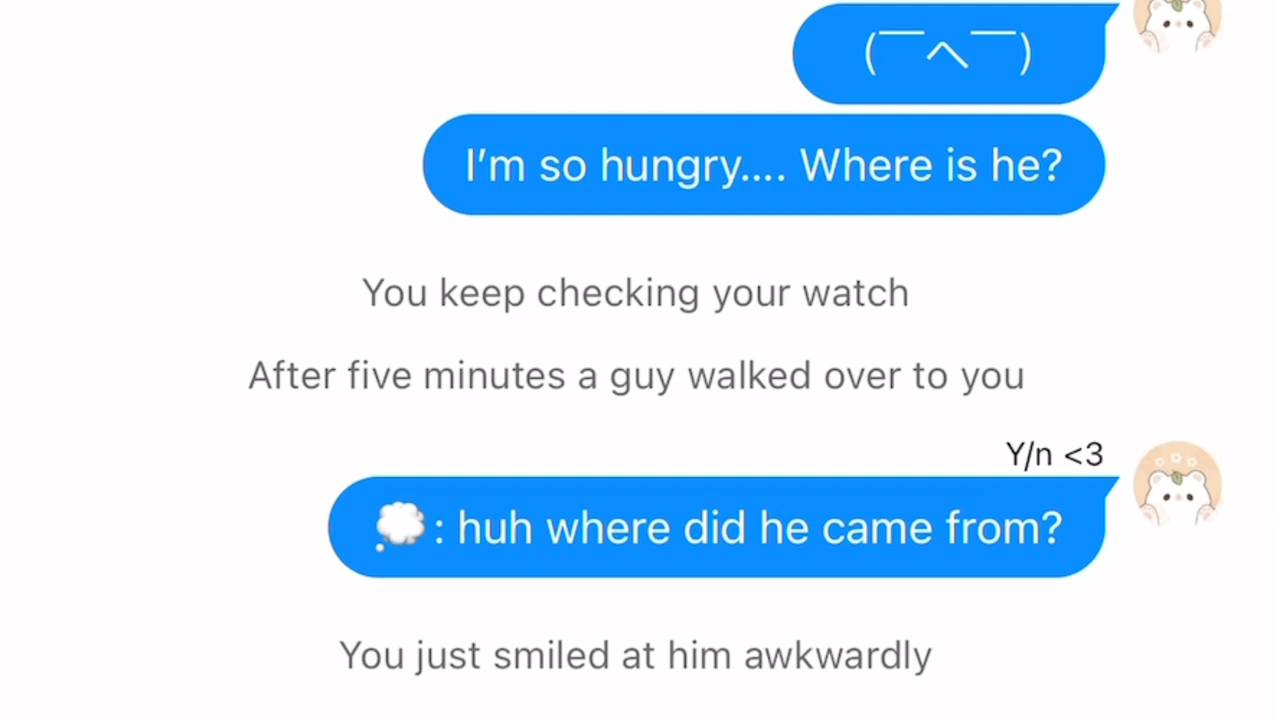 (￣ヘ￣)
I'm so hungry.... Where is he?
You keep checking your watch
After five minutes a guy walked over to you
Y/n <3
💭 : huh where did he came from?
You just smiled at him awkwardly